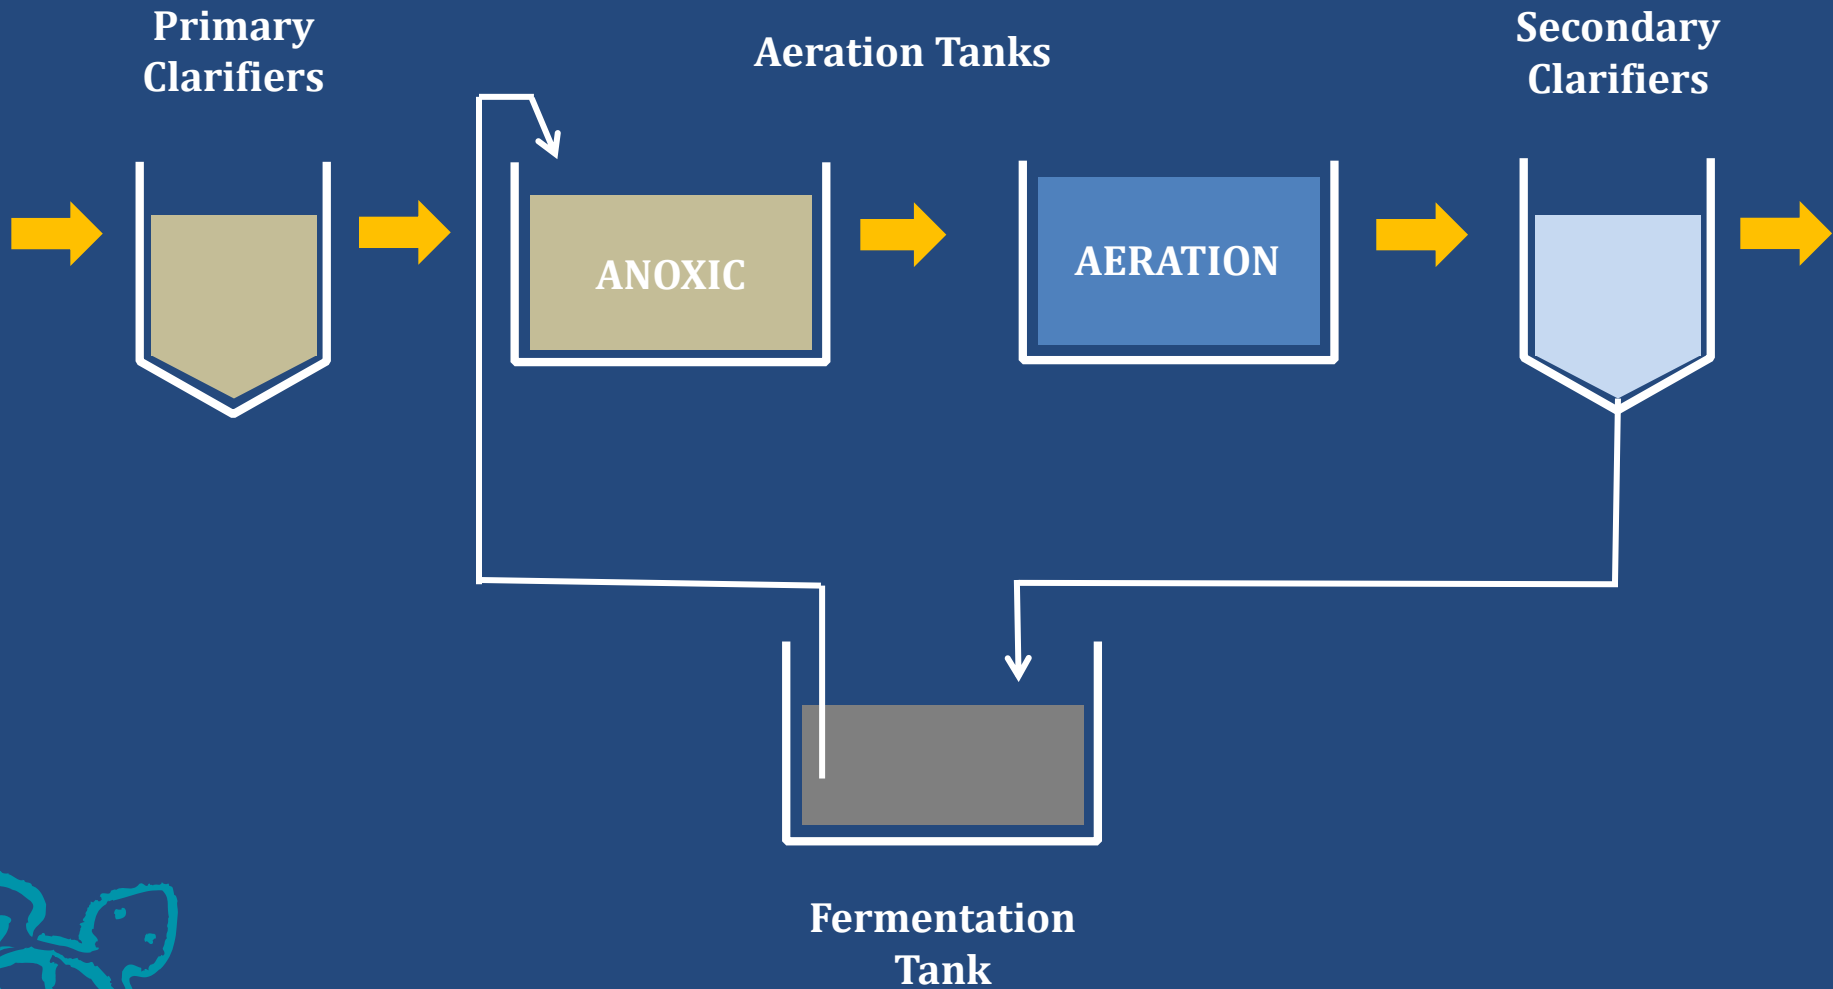 Primary
Clarifiers
Aeration Tanks
Secondary
Clarifiers
ANOXIC
AERATION
Fermentation
Tank